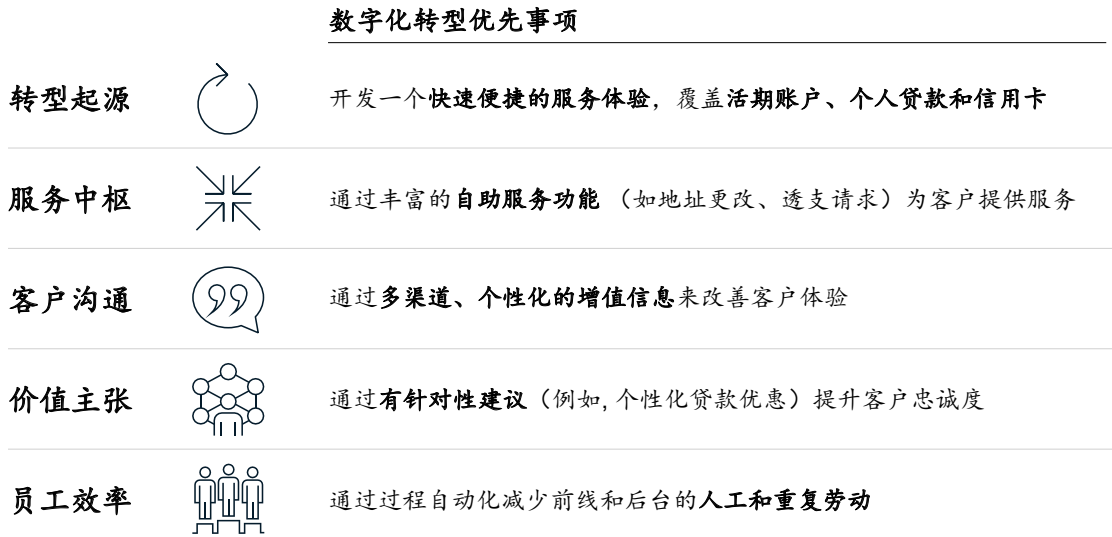 数字化转型优先事项
转型起源
开发一个快速便捷的服务体验，覆盖活期账户、个人贷款和信用卡
服务中枢
通过丰富的自助服务功能 （如地址更改、透支请求）为客户提供服务
客户沟通
通过多渠道、个性化的增值信息来改善客户体验
价值主张
通过有针对性建议（例如, 个性化贷款优惠）提升客户忠诚度
员工效率
通过过程自动化减少前线和后台的人工和重复劳动